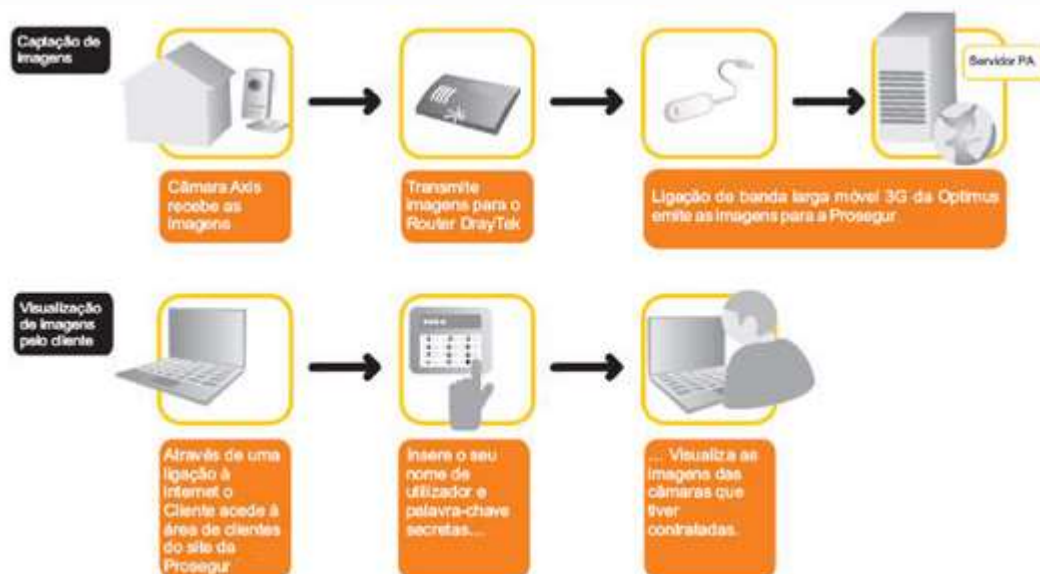 Captação de
Imagens
Servidor PA
Câmara Axis
recebe as
Imagens
Transmite
Imagens para o
Router DrayTek
Ligação de banda larga móvel 3G da Optimus
emite as imagens para a Prosegur
Visualização
de Imagens
pelo cliente
Através de uma
ligação à
Internet o
Cliente acede à
área de clientes
do site da
Prosegur
Insere o seu
nome de
utilizador e
palavra-chave
secretas...
... Visualiza as
Imagens das
câmaras que
tiver
contratadas.